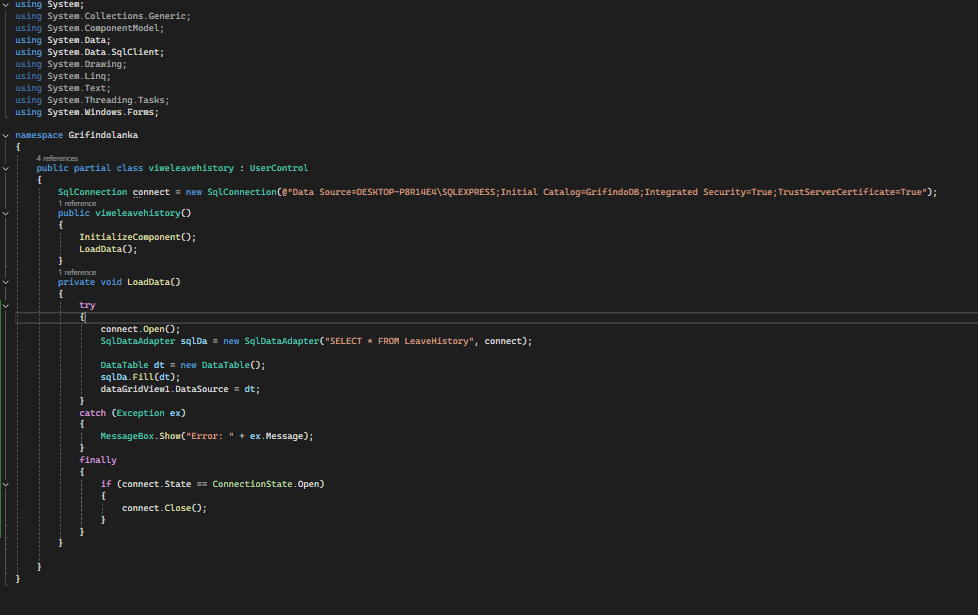 using System;
using System.Collections.Generic;
using System.ComponentModel;
using System.Data;
using System.Data.SqlClient;
using System.Drawing;
using System.Linq;
using System.Text;
using System.Threading.Tasks;
using System.Windows.Forms;
namespace Grifindolanka
{
4 references
public partial class viweleavehistory : UserControl
{
SqlConnection connect = new SqlConnection(@"Data Source=DESKTOP-P8R14E4\SQLEXPRESS;Initial Catalog=GrifindoDB;Integrated Security=True;TrustServerCertificate=True");
1 reference
public viweleavehistory()
{
InitializeComponent();
LoadData();
}
1 reference
private void LoadData()
{
try
{
connect.Open();
SqlDataAdapter sqlDa = new SqlDataAdapter("SELECT * FROM LeaveHistory", connect);
DataTable dt = new DataTable();
sqlDa.Fill(dt);
dataGridView1.DataSource = dt;
}
catch (Exception ex)
{
MessageBox.Show("Error: " + ex.Message);
}
finally
{
if (connect.State == ConnectionState.Open)
{
connect.Close();
}
}
}
}
}